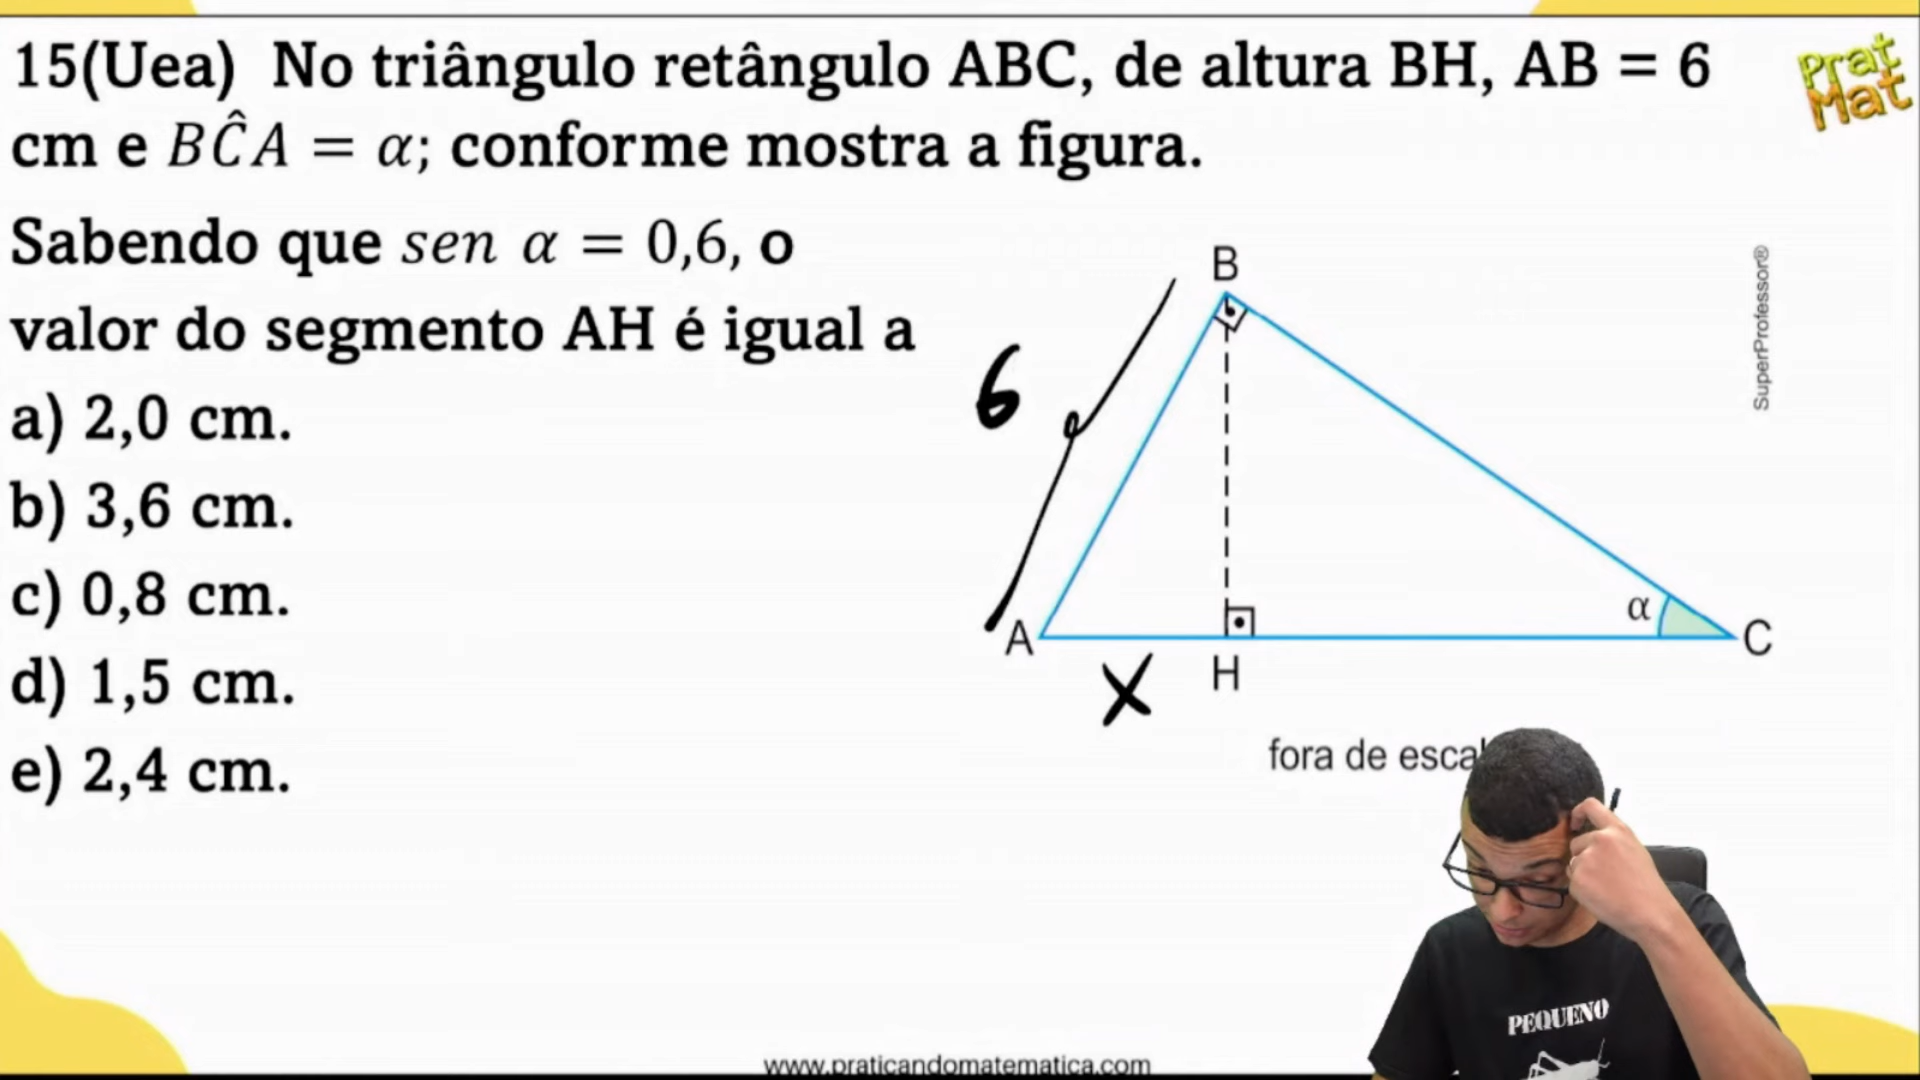 15(Uea) No triângulo retângulo ABC, de altura BH, AB = 6
cm e BĈA = α; conforme mostra a figura.
Sabendo que sen α = 0,6, o
valor do segmento AH é igual a
a) 2,0 cm.
b) 3,6 cm.
c) 0,8 cm.
d) 1,5 cm.
e) 2,4 cm.
Prat
Mat
B
SuperProfessor®
6
α
A
C
X
H
fora de esca
PEQUENO
www.praticandomatematica.com